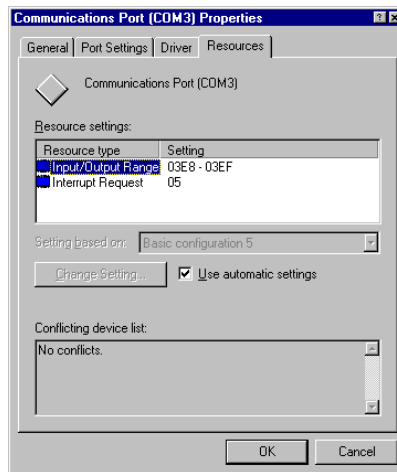 Communications Port (COM3) Properties
General Port Settings Driver Resources
Communications Port (COM3)
Resource settings:
Resource type Setting
Input/Output Range 03E8 - 03EF
Interrupt Request 05
Setting based on: Basic configuration 5
Change Setting... Use automatic settings
Conflicting device list:
No conflicts.
OK Cancel